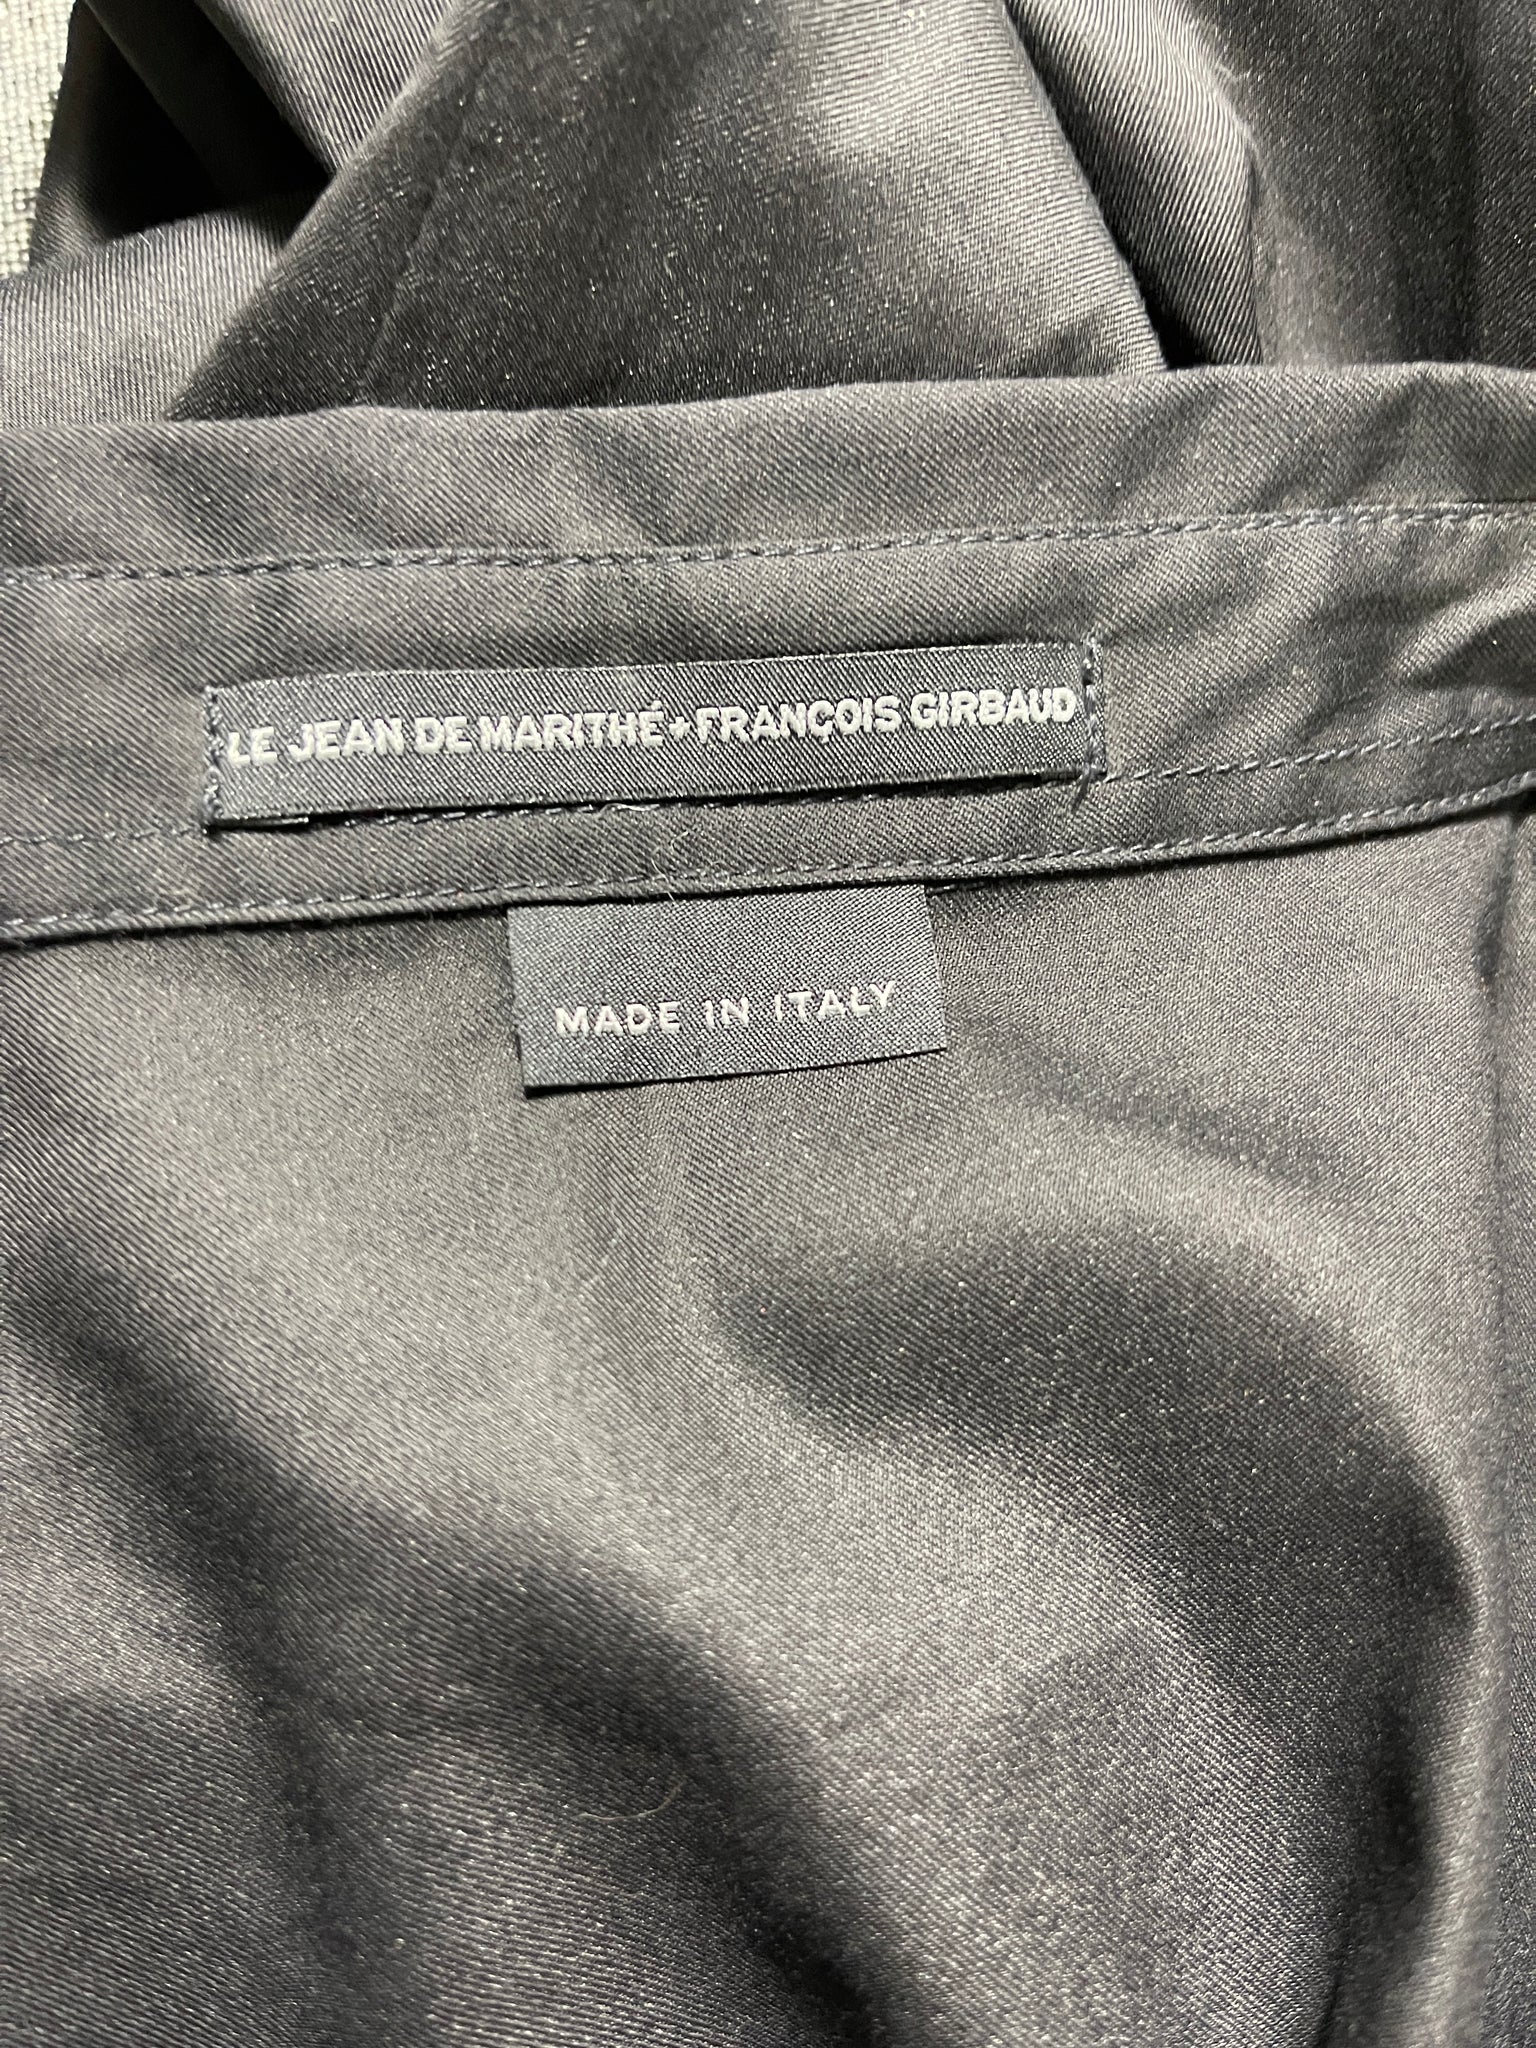 LE JEAN DE MARITHÉ+FRANÇOIS GIRBAUD
MADE IN ITALY